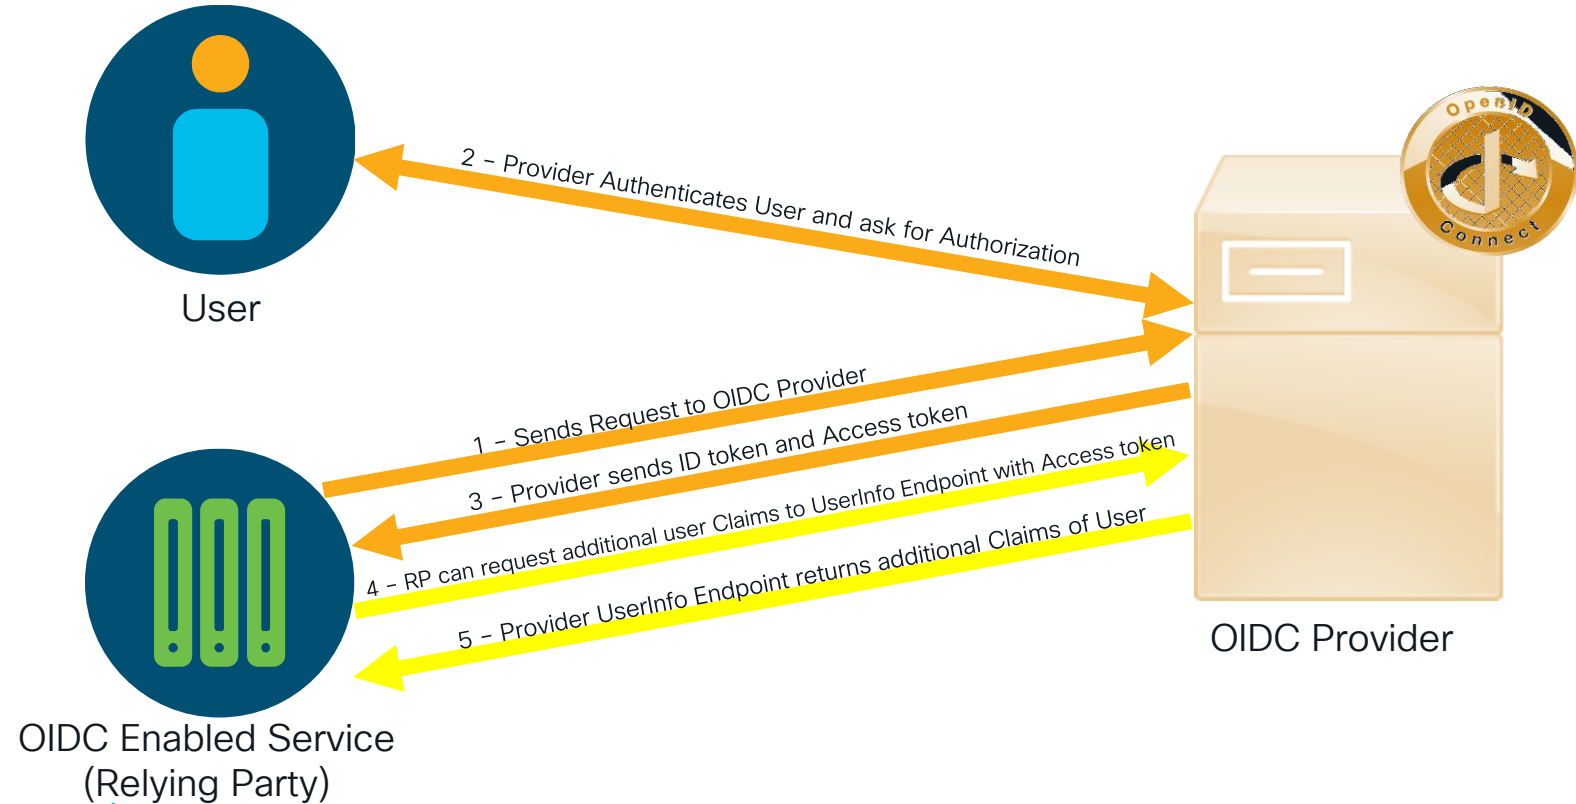 OpenID
Connect
2 - Provider Authenticates User and ask for Authorization
User
1 - Sends Request to OIDC Provider
3 - Provider sends ID token and Access token
4 - RP can request additional user Claims to UserInfo Endpoint with Access token
5 - Provider UserInfo Endpoint returns additional Claims of User
OIDC Provider
OIDC Enabled Service
(Relying Party)